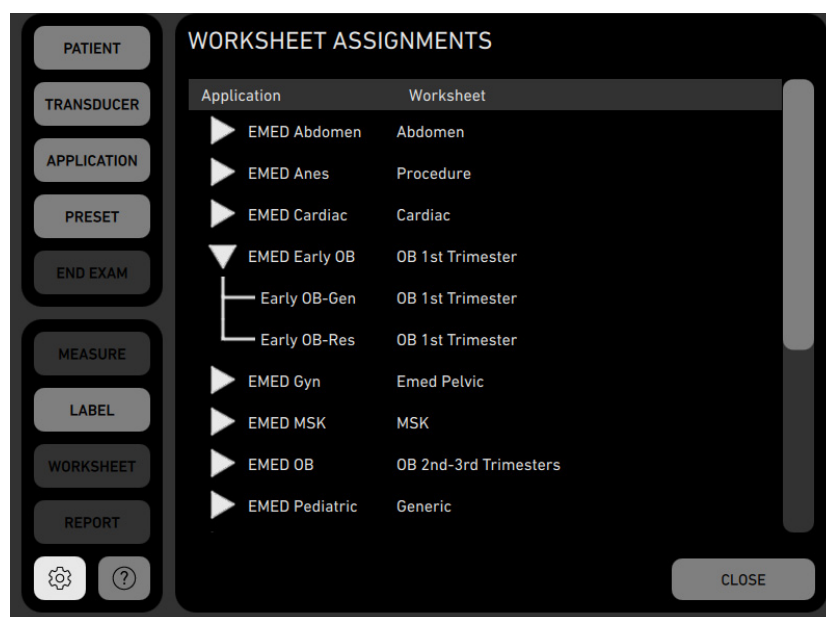 PATIENT
TRANSDUCER
APPLICATION
PRESET
END EXAM
MEASURE
LABEL
WORKSHEET
REPORT
?
WORKSHEET ASSIGNMENTS
Application Worksheet
EMED Abdomen Abdomen
EMED Anes Procedure
EMED Cardiac Cardiac
EMED Early OB OB 1st Trimester
Early OB-Gen OB 1st Trimester
Early OB-Res OB 1st Trimester
EMED Gyn Emed Pelvic
EMED MSK MSK
EMED OB OB 2nd-3rd Trimesters
EMED Pediatric Generic
CLOSE